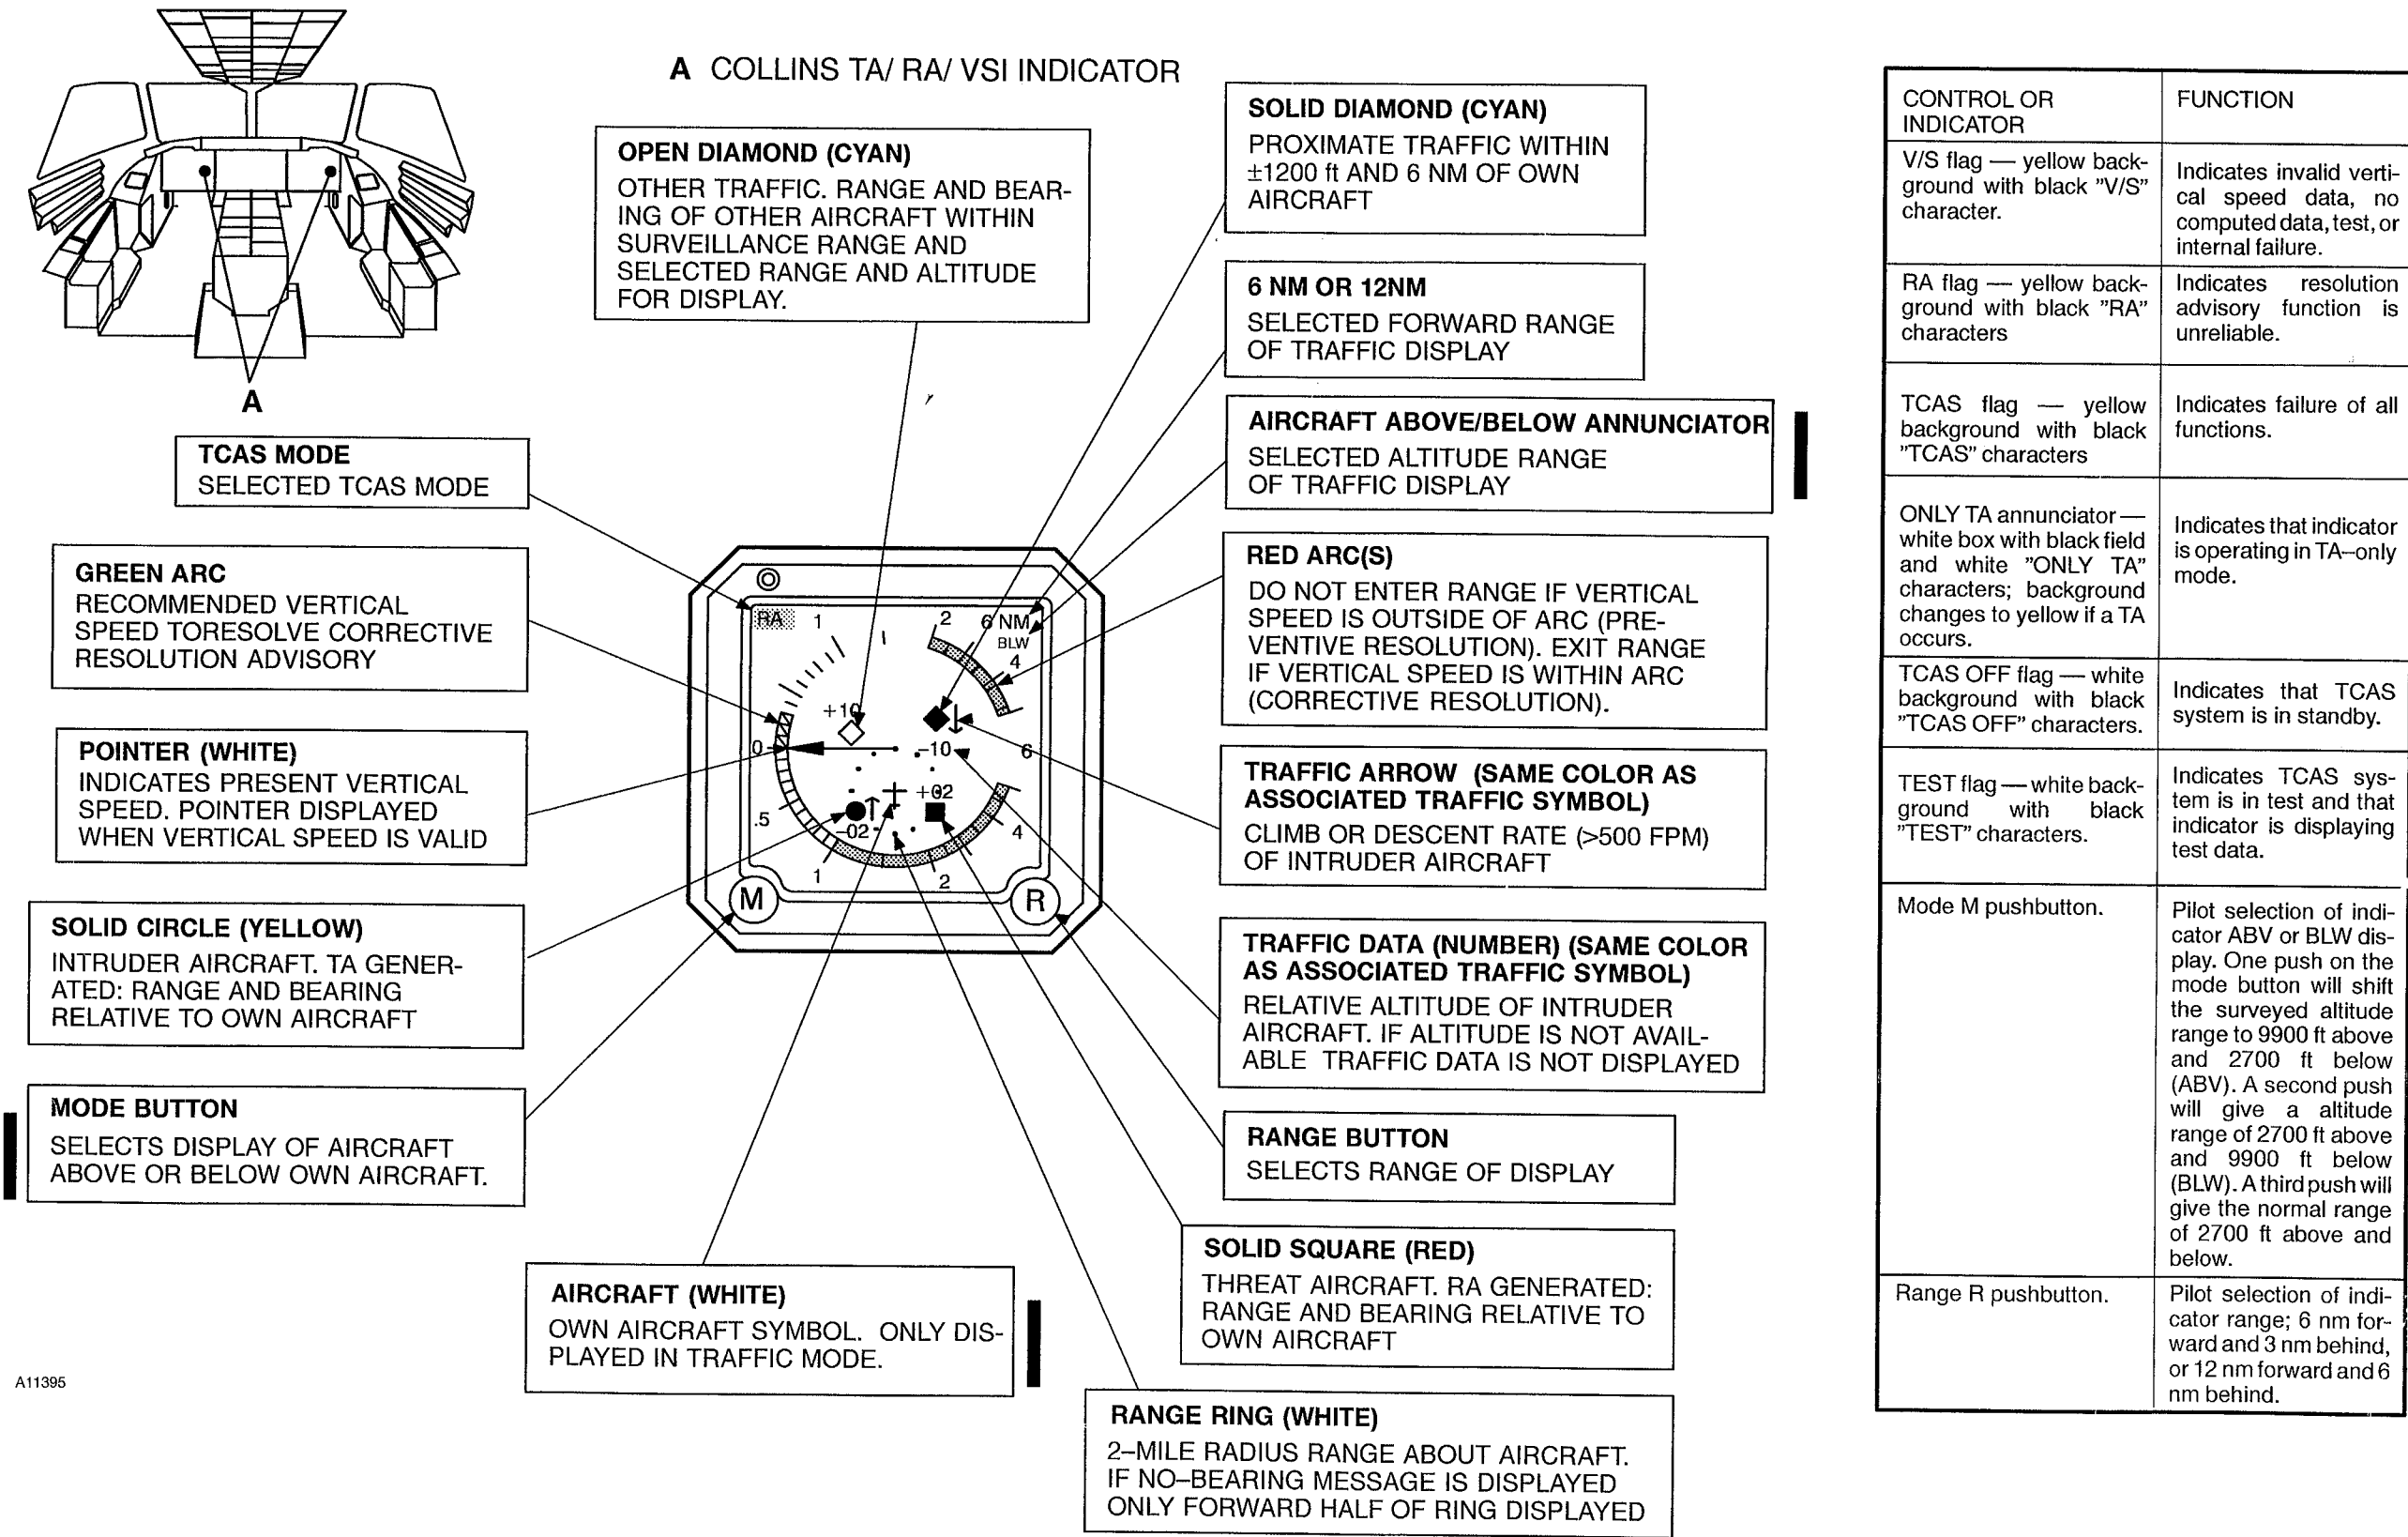 A COLLINS TA/ RA/ VSI INDICATOR
A
OPEN DIAMOND (CYAN)
OTHER TRAFFIC. RANGE AND BEAR-
ING OF OTHER AIRCRAFT WITHIN
SURVEILLANCE RANGE AND
SELECTED RANGE AND ALTITUDE
FOR DISPLAY.
TCAS MODE
SELECTED TCAS MODE
GREEN ARC
RECOMMENDED VERTICAL
SPEED TORESOLVE CORRECTIVE
RESOLUTION ADVISORY
POINTER (WHITE)
INDICATES PRESENT VERTICAL
SPEED. POINTER DISPLAYED
WHEN VERTICAL SPEED IS VALID
SOLID CIRCLE (YELLOW)
INTRUDER AIRCRAFT. TA GENER-
ATED: RANGE AND BEARING
RELATIVE TO OWN AIRCRAFT
MODE BUTTON
SELECTS DISPLAY OF AIRCRAFT
ABOVE OR BELOW OWN AIRCRAFT.
AIRCRAFT (WHITE)
OWN AIRCRAFT SYMBOL. ONLY DIS-
PLAYED IN TRAFFIC MODE.
A11395
RA
1
2
6 NM
BLW
4
+10
0
-10
6
+02
.5
-02
4
1
2
M
R
SOLID DIAMOND (CYAN)
PROXIMATE TRAFFIC WITHIN
±1200 ft AND 6 NM OF OWN
AIRCRAFT
6 NM OR 12NM
SELECTED FORWARD RANGE
OF TRAFFIC DISPLAY
AIRCRAFT ABOVE/BELOW ANNUNCIATOR
SELECTED ALTITUDE RANGE
OF TRAFFIC DISPLAY
RED ARC(S)
DO NOT ENTER RANGE IF VERTICAL
SPEED IS OUTSIDE OF ARC (PRE-
VENTIVE RESOLUTION). EXIT RANGE
IF VERTICAL SPEED IS WITHIN ARC
(CORRECTIVE RESOLUTION).
TRAFFIC ARROW (SAME COLOR AS
ASSOCIATED TRAFFIC SYMBOL)
CLIMB OR DESCENT RATE (>500 FPM)
OF INTRUDER AIRCRAFT
TRAFFIC DATA (NUMBER) (SAME COLOR
AS ASSOCIATED TRAFFIC SYMBOL)
RELATIVE ALTITUDE OF INTRUDER
AIRCRAFT. IF ALTITUDE IS NOT AVAIL-
ABLE TRAFFIC DATA IS NOT DISPLAYED
RANGE BUTTON
SELECTS RANGE OF DISPLAY
SOLID SQUARE (RED)
THREAT AIRCRAFT. RA GENERATED:
RANGE AND BEARING RELATIVE TO
OWN AIRCRAFT
RANGE RING (WHITE)
2–MILE RADIUS RANGE ABOUT AIRCRAFT.
IF NO–BEARING MESSAGE IS DISPLAYED
ONLY FORWARD HALF OF RING DISPLAYED
CONTROL OR
INDICATOR
FUNCTION
V/S flag — yellow back-
ground with black ”V/S”
character.
Indicates invalid verti-
cal speed data, no
computed data, test, or
internal failure.
RA flag — yellow back-
ground with black ”RA”
characters
Indicates resolution
advisory function is
unreliable.
TCAS flag — yellow
background with black
”TCAS” characters
Indicates failure of all
functions.
ONLY TA annunciator —
white box with black field
and white ”ONLY TA”
characters; background
changes to yellow if a TA
occurs.
Indicates that indicator
is operating in TA–only
mode.
TCAS OFF flag — white
background with black
”TCAS OFF” characters.
Indicates that TCAS
system is in standby.
TEST flag — white back-
ground with black
”TEST” characters.
Indicates TCAS sys-
tem is in test and that
indicator is displaying
test data.
Mode M pushbutton.
Pilot selection of indi-
cator ABV or BLW dis-
play. One push on the
mode button will shift
the surveyed altitude
range to 9900 ft above
and 2700 ft below
(ABV). A second push
will give a altitude
range of 2700 ft above
and 9900 ft below
(BLW). A third push will
give the normal range
of 2700 ft above and
below.
Range R pushbutton.
Pilot selection of indi-
cator range; 6 nm for-
ward and 3 nm behind,
or 12 nm forward and 6
nm behind.